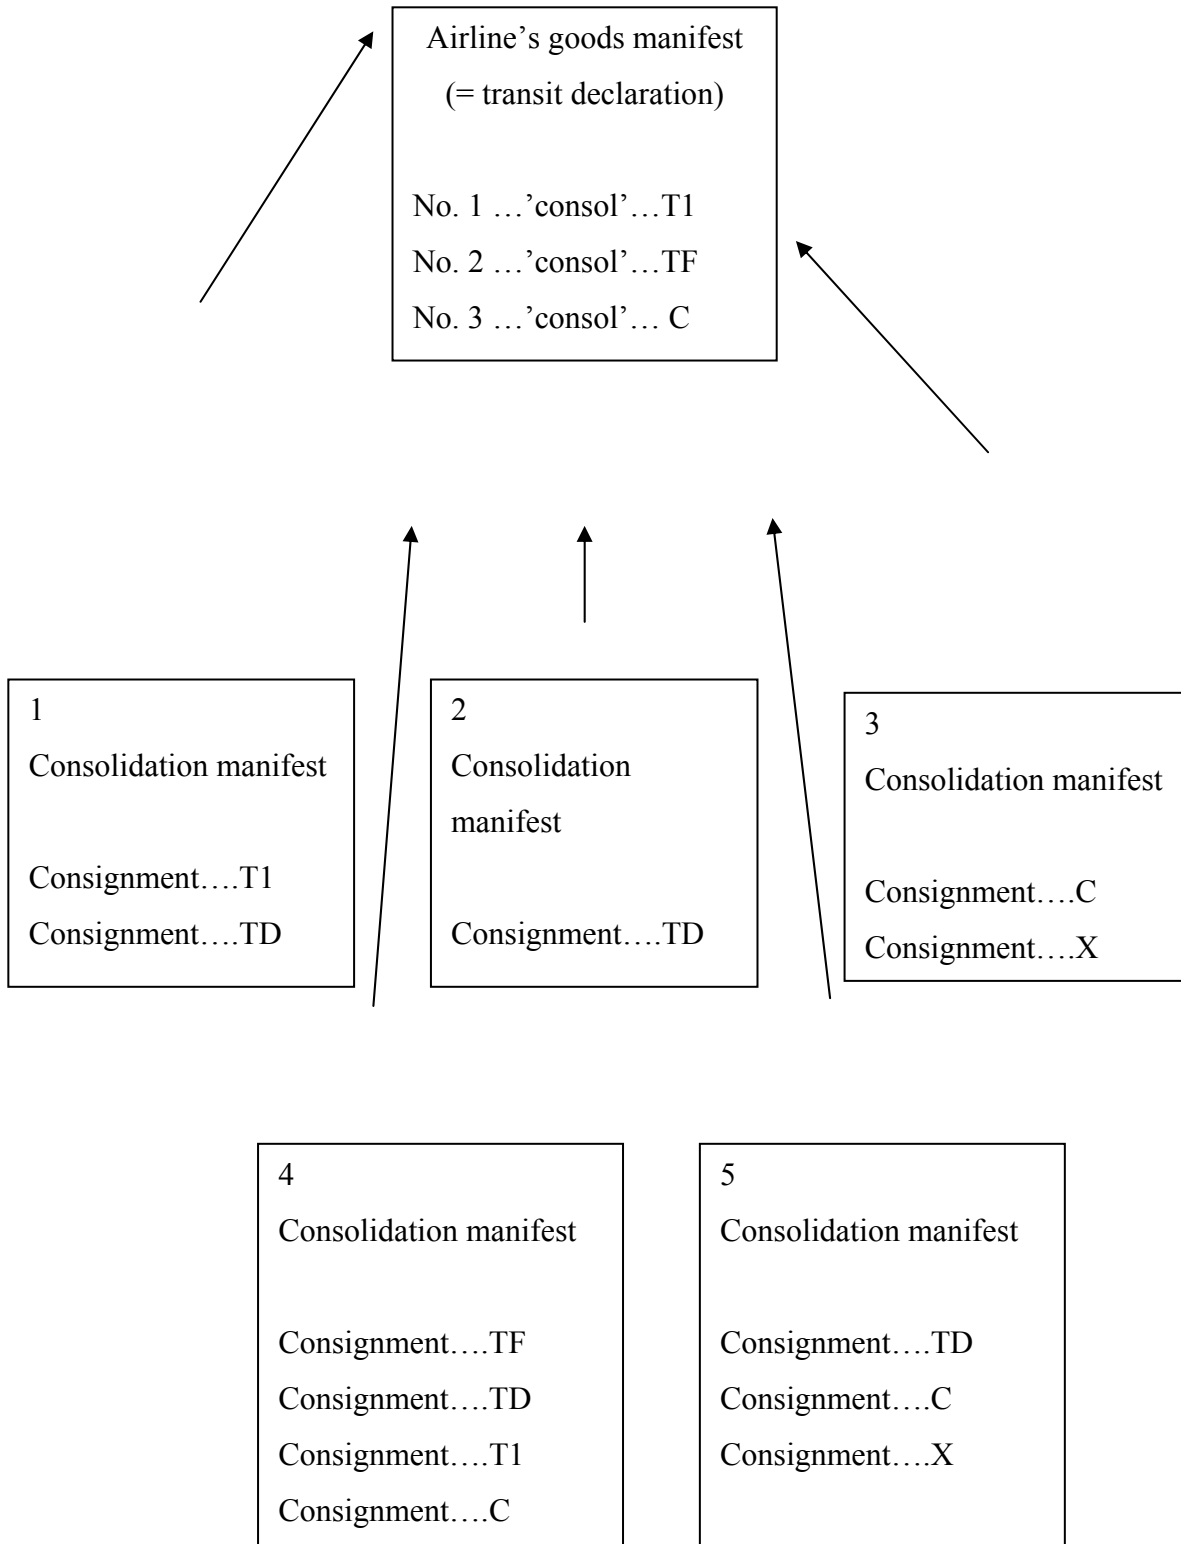 Airline’s goods manifest
(= transit declaration)
No. 1 …’consol’…T1
No. 2 …’consol’…TF
No. 3 …’consol’… C
1
Consolidation manifest
Consignment….T1
Consignment….TD
2
Consolidation
manifest
Consignment….TD
3
Consolidation manifest
Consignment….C
Consignment….X
4
Consolidation manifest
Consignment….TF
Consignment….TD
Consignment….T1
Consignment….C
5
Consolidation manifest
Consignment….TD
Consignment….C
Consignment….X